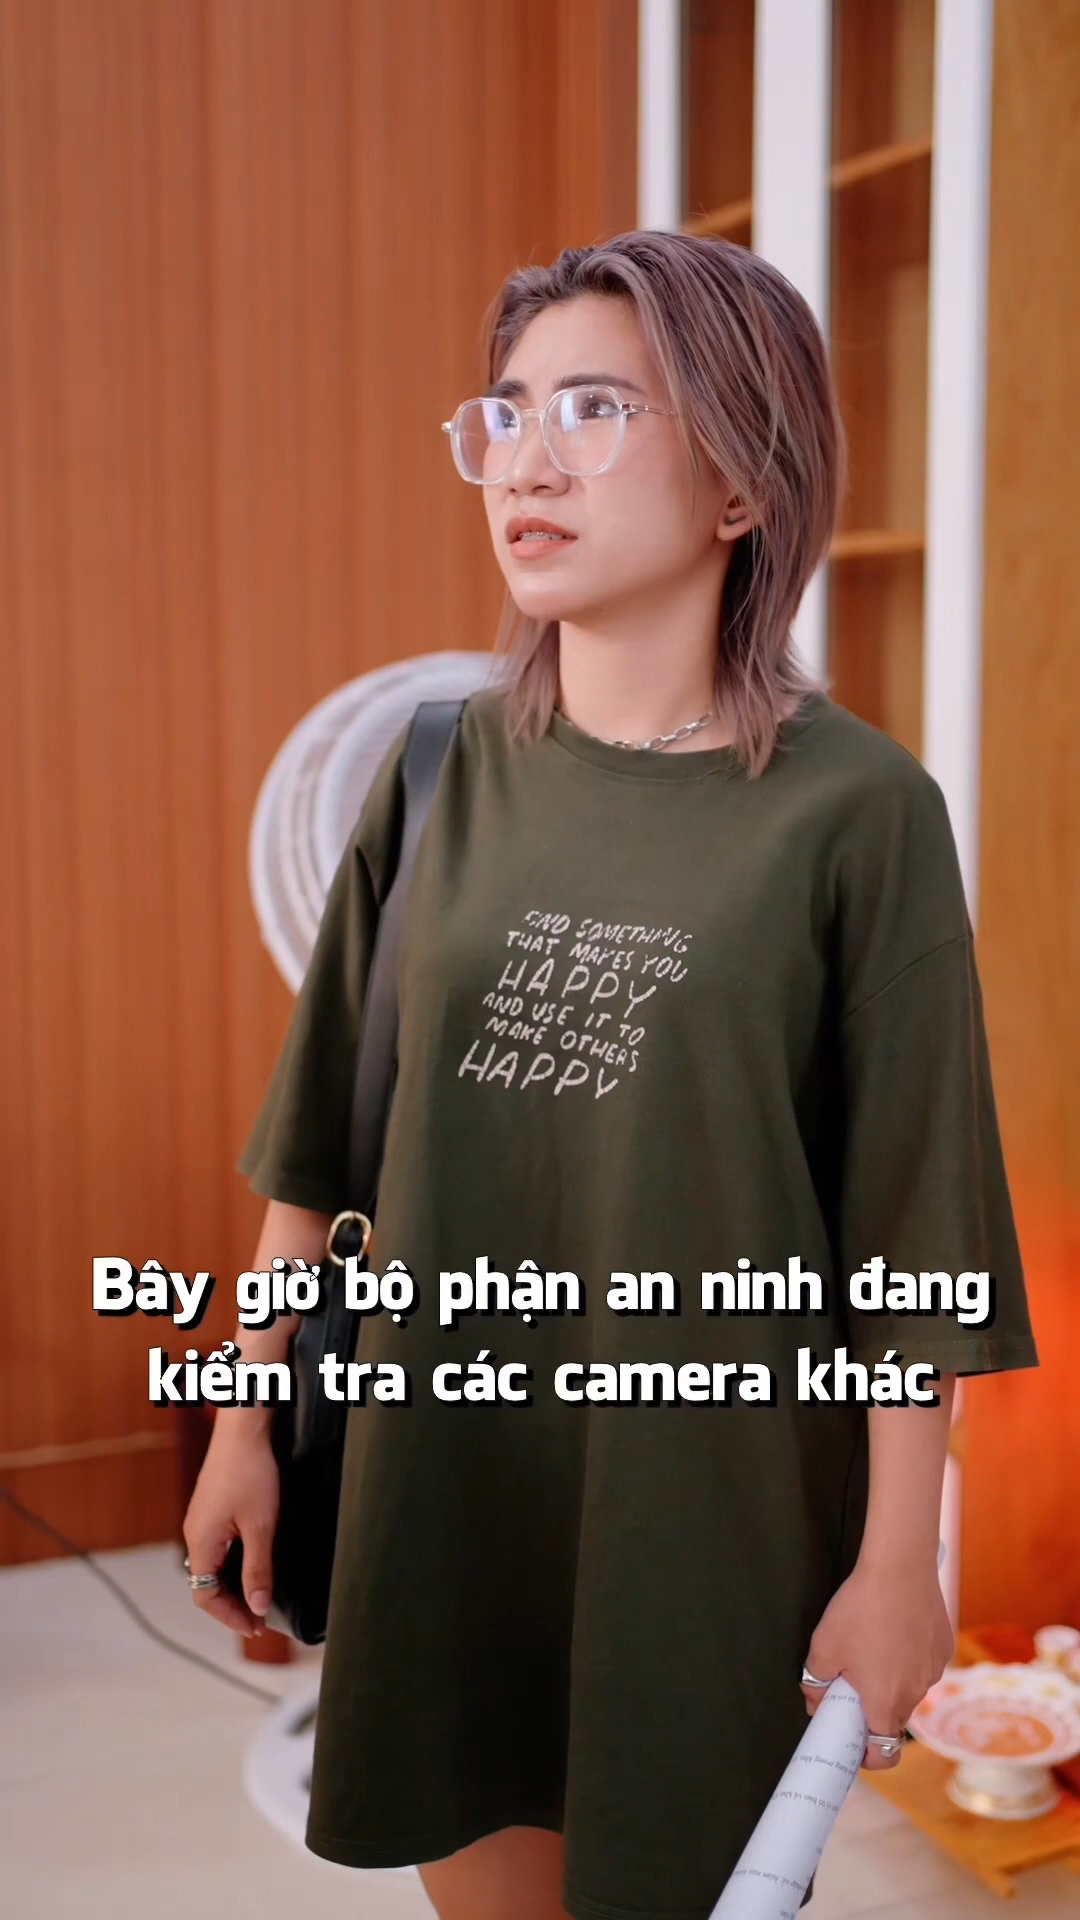 FIND SOMETHING
THAT MAKES YOU
HAPPY
AND USE IT TO
MAKE OTHERS
HAPPY
Bây giờ bộ phận an ninh đang
kiểm tra các camera khác